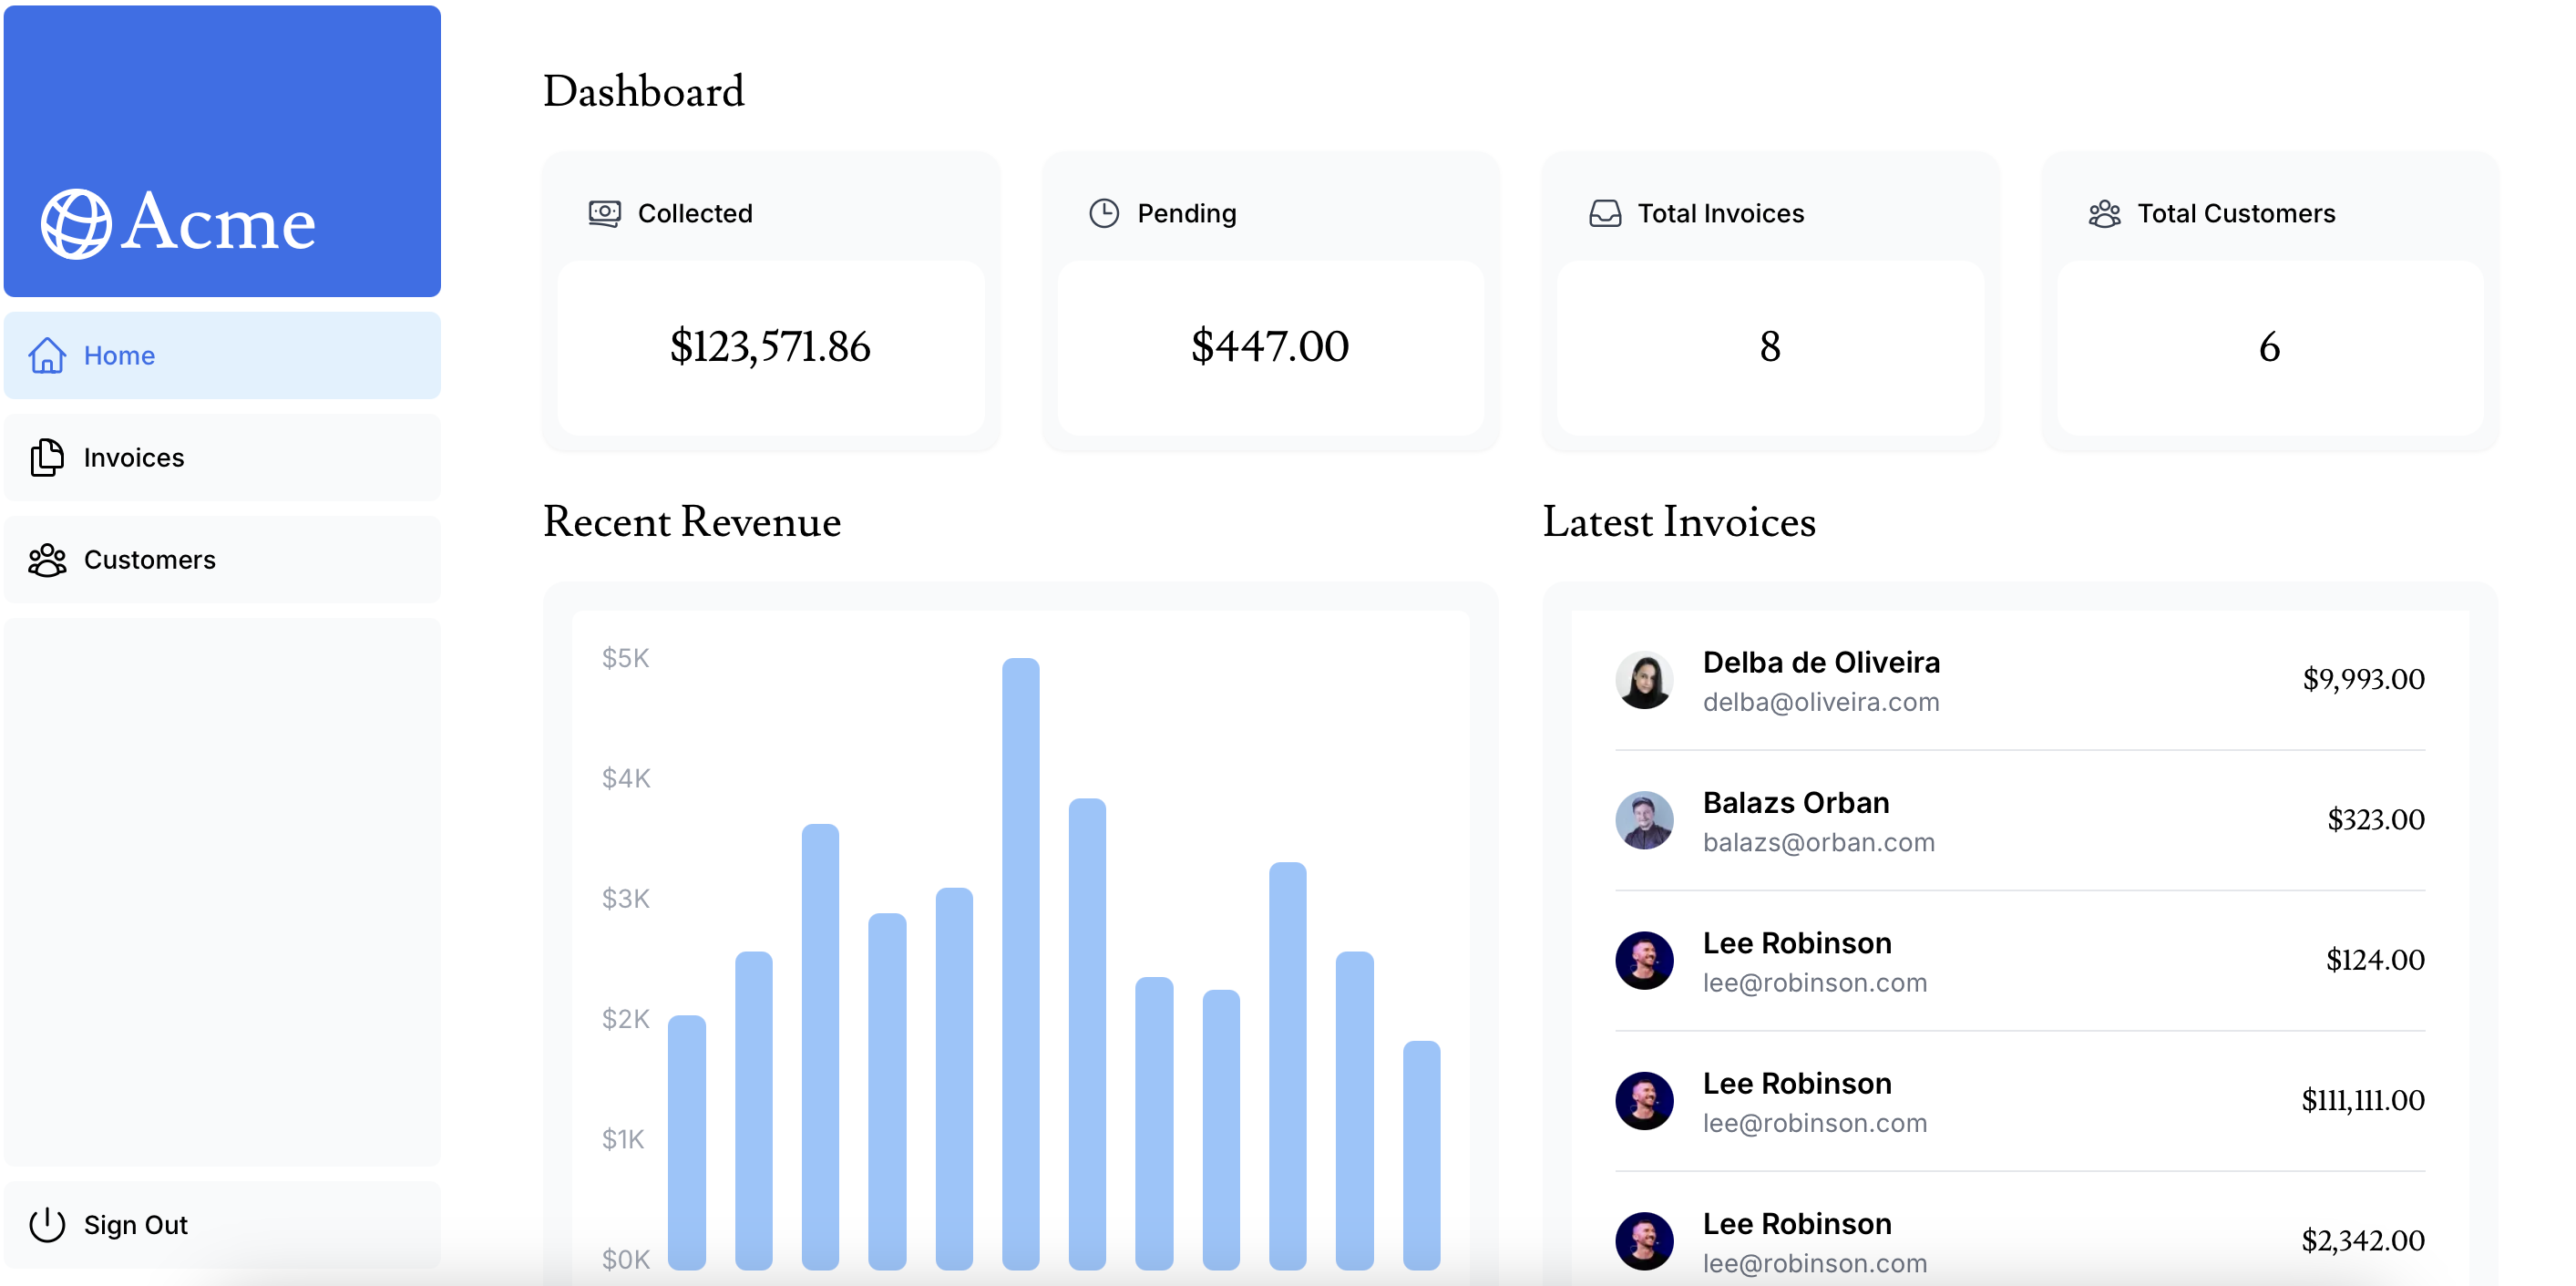 Acme
Home
Invoices
Customers
Sign Out
Dashboard
Collected
$123,571.86
Pending
$447.00
Total Invoices
8
Total Customers
6
Recent Revenue
$5K
$4K
$3K
$2K
$1K
$0K
Latest Invoices
Delba de Oliveira
delba@oliveira.com
$9,993.00
Balazs Orban
balazs@orban.com
$323.00
Lee Robinson
lee@robinson.com
$124.00
Lee Robinson
lee@robinson.com
$111,111.00
Lee Robinson
lee@robinson.com
$2,342.00